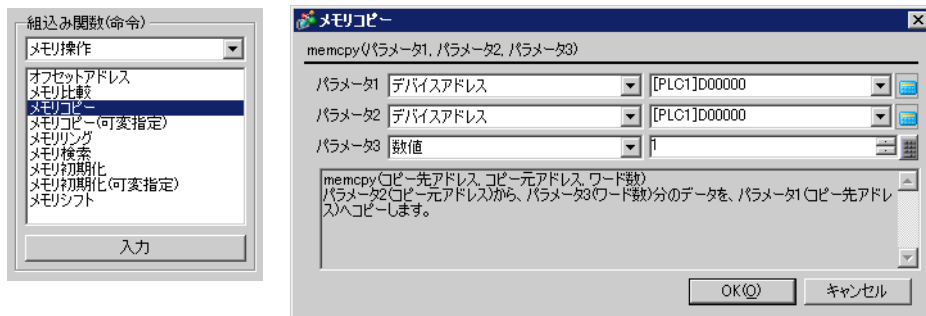 組込み関数(命令)
メモリ操作
オフセットアドレス
メモリ比較
メモリコピー
メモリコピー(可変指定)
メモリリング
メモリ検索
メモリ初期化
メモリ初期化(可変指定)
メモリシフト
入力
メモリコピー
memcpy(パラメータ1, パラメータ2, パラメータ3)
パラメータ1 デバイスアドレス [PLC1]D00000
パラメータ2 デバイスアドレス [PLC1]D00000
パラメータ3 数値 1
memcpy(コピー先アドレス, コピー元アドレス, ワード数)
パラメータ2(コピー元アドレス)から、パラメータ3(ワード数)分のデータを、パラメータ1(コピー先アドレ
ス)へコピーします。
OK(O) キャンセル